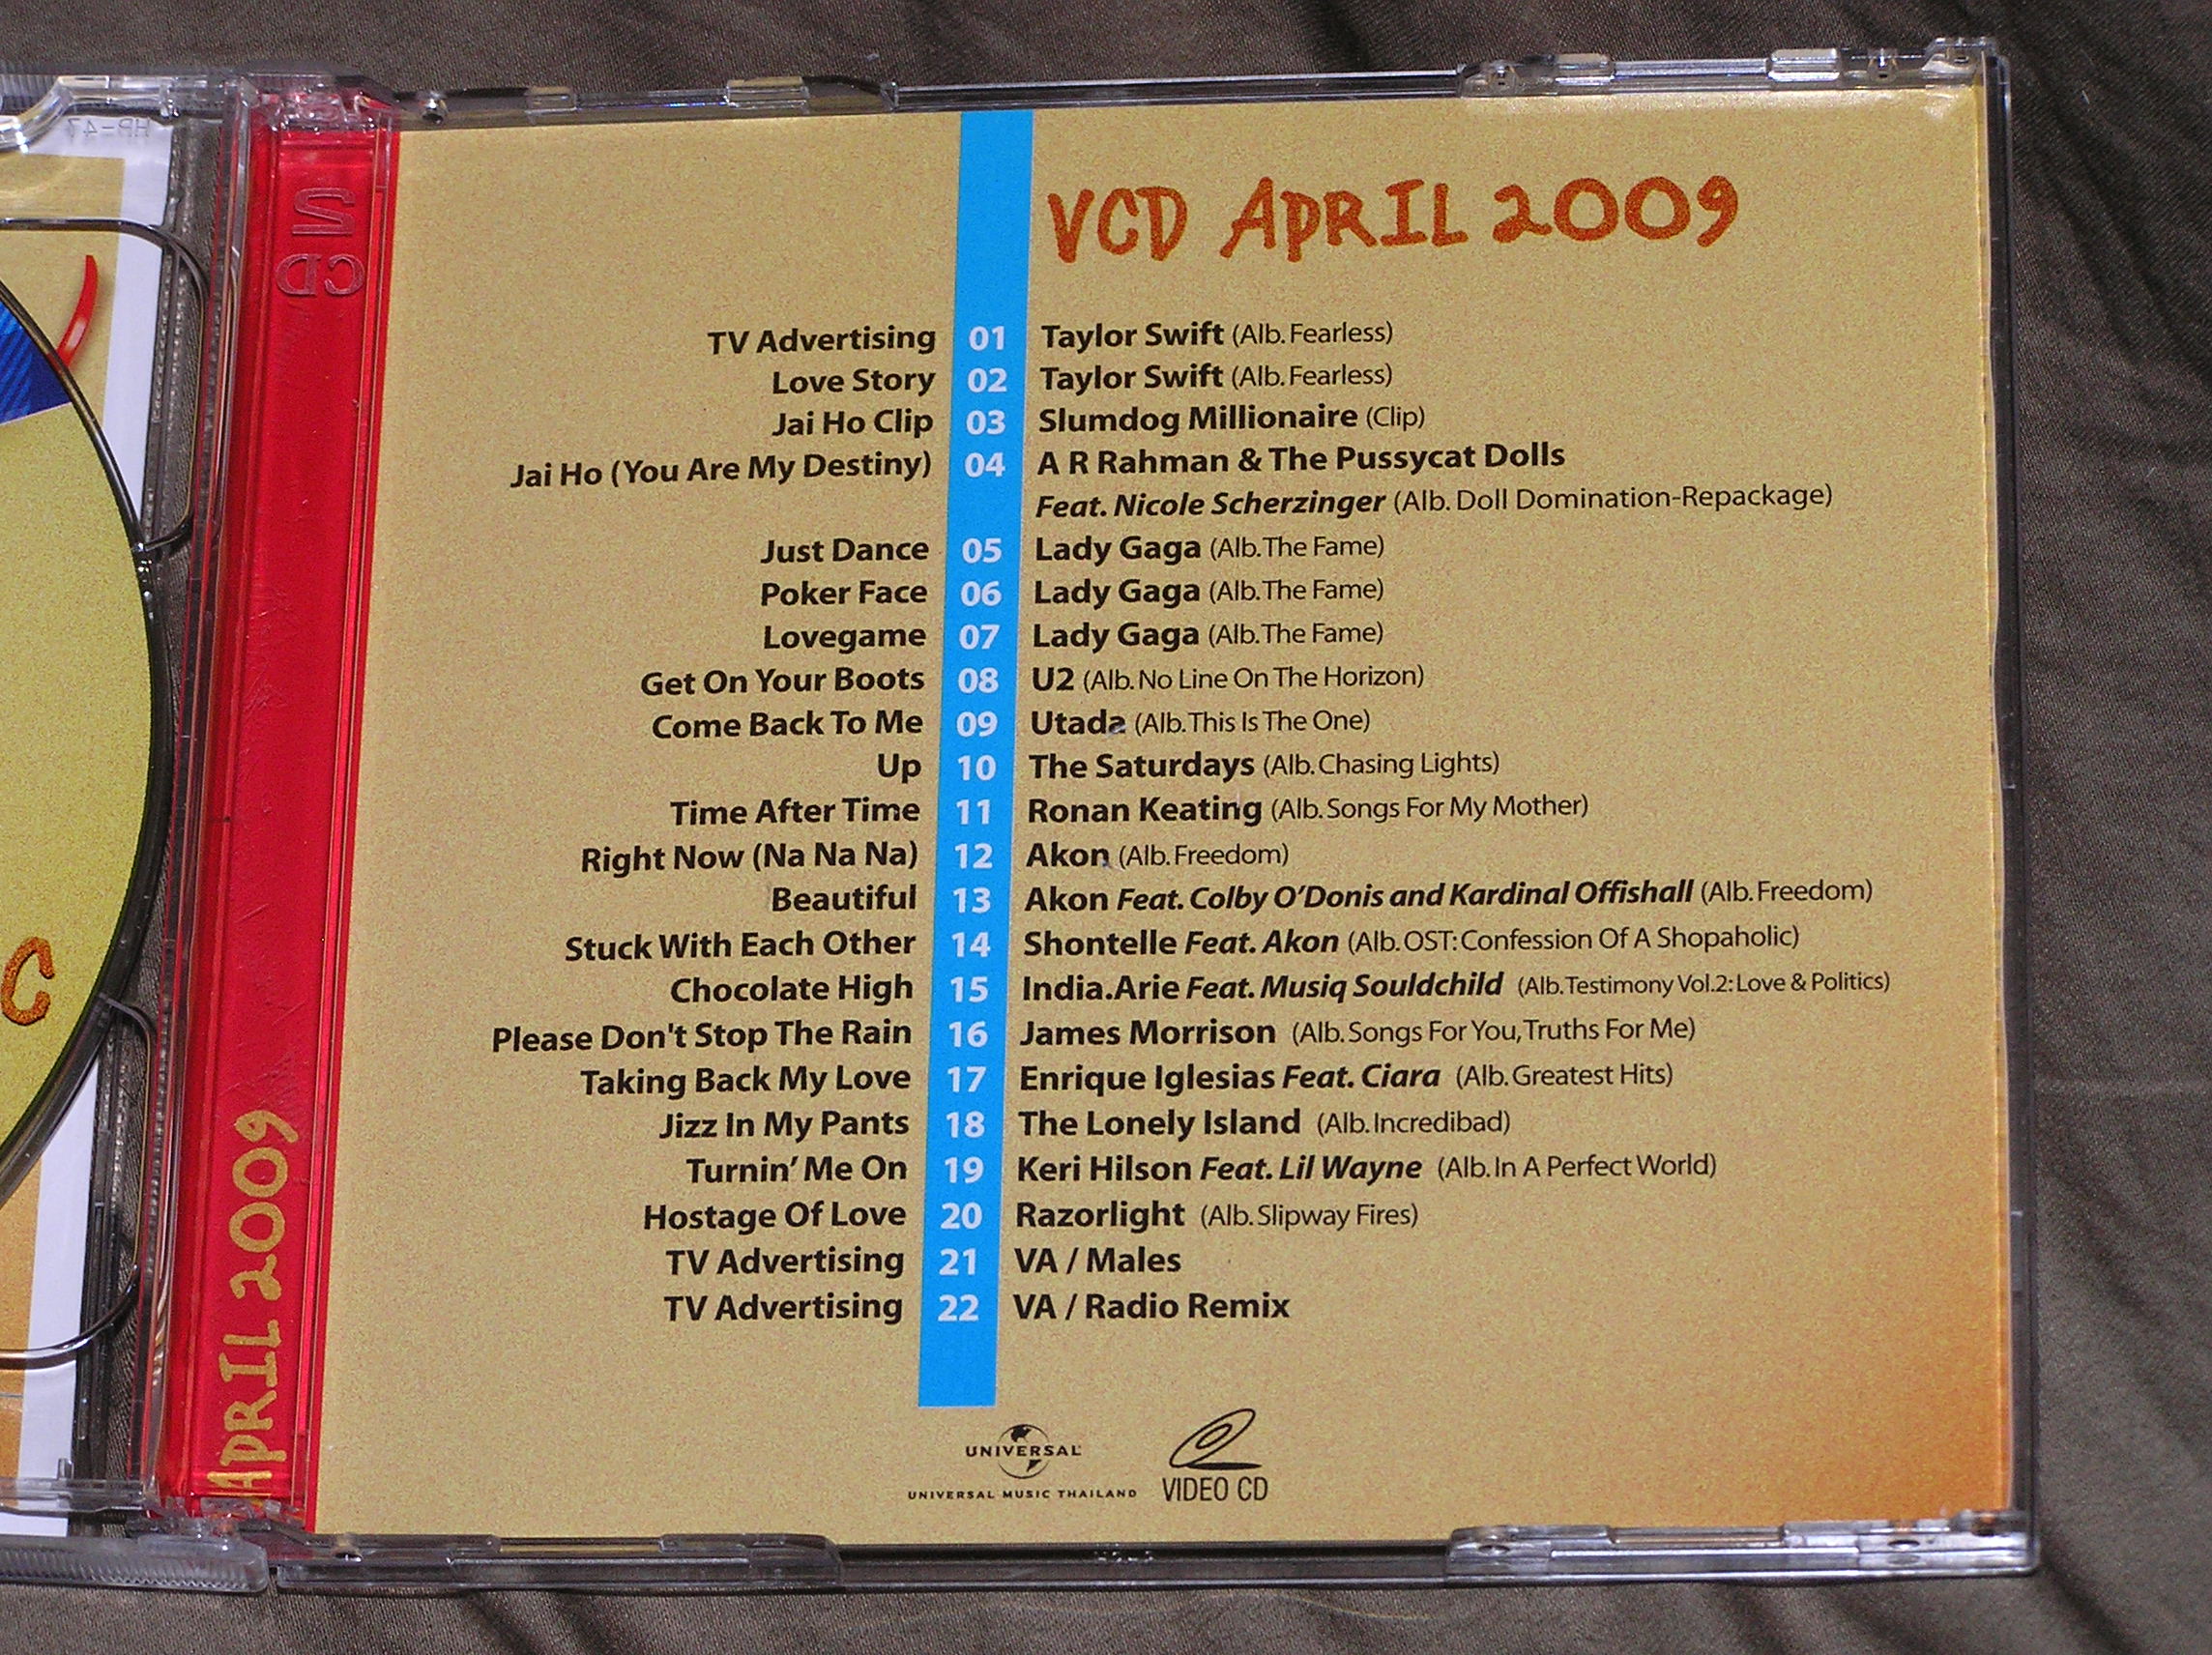 VCD APRIL 2009
TV Advertising 01 Taylor Swift (Alb. Fearless)
Love Story 02 Taylor Swift (Alb. Fearless)
Jai Ho Clip 03 Slumdog Millionaire (Clip)
Jai Ho (You Are My Destiny) 04 A R Rahman & The Pussycat Dolls
Feat. Nicole Scherzinger (Alb. Doll Domination-Repackage)
Just Dance 05 Lady Gaga (Alb. The Fame)
Poker Face 06 Lady Gaga (Alb. The Fame)
Lovegame 07 Lady Gaga (Alb. The Fame)
Get On Your Boots 08 U2 (Alb. No Line On The Horizon)
Come Back To Me 09 Utada (Alb. This Is The One)
Up 10 The Saturdays (Alb. Chasing Lights)
Time After Time 11 Ronan Keating (Alb. Songs For My Mother)
Right Now (Na Na Na) 12 Akon (Alb. Freedom)
Beautiful 13 Akon Feat. Colby O'Donis and Kardinal Offishall (Alb. Freedom)
Stuck With Each Other 14 Shontelle Feat. Akon (Alb. OST: Confession Of A Shopaholic)
Chocolate High 15 India.Arie Feat. Musiq Souldchild (Alb. Testimony Vol.2: Love & Politics)
Please Don't Stop The Rain 16 James Morrison (Alb. Songs For You, Truths For Me)
Taking Back My Love 17 Enrique Iglesias Feat. Ciara (Alb. Greatest Hits)
Jizz In My Pants 18 The Lonely Island (Alb. Incredibad)
Turnin' Me On 19 Keri Hilson Feat. Lil Wayne (Alb. In A Perfect World)
Hostage Of Love 20 Razorlight (Alb. Slipway Fires)
TV Advertising 21 VA / Males
TV Advertising 22 VA / Radio Remix
UNIVERSAL
UNIVERSAL MUSIC THAILAND
VIDEO CD
APRIL 2009
2
CD
HP-47
C